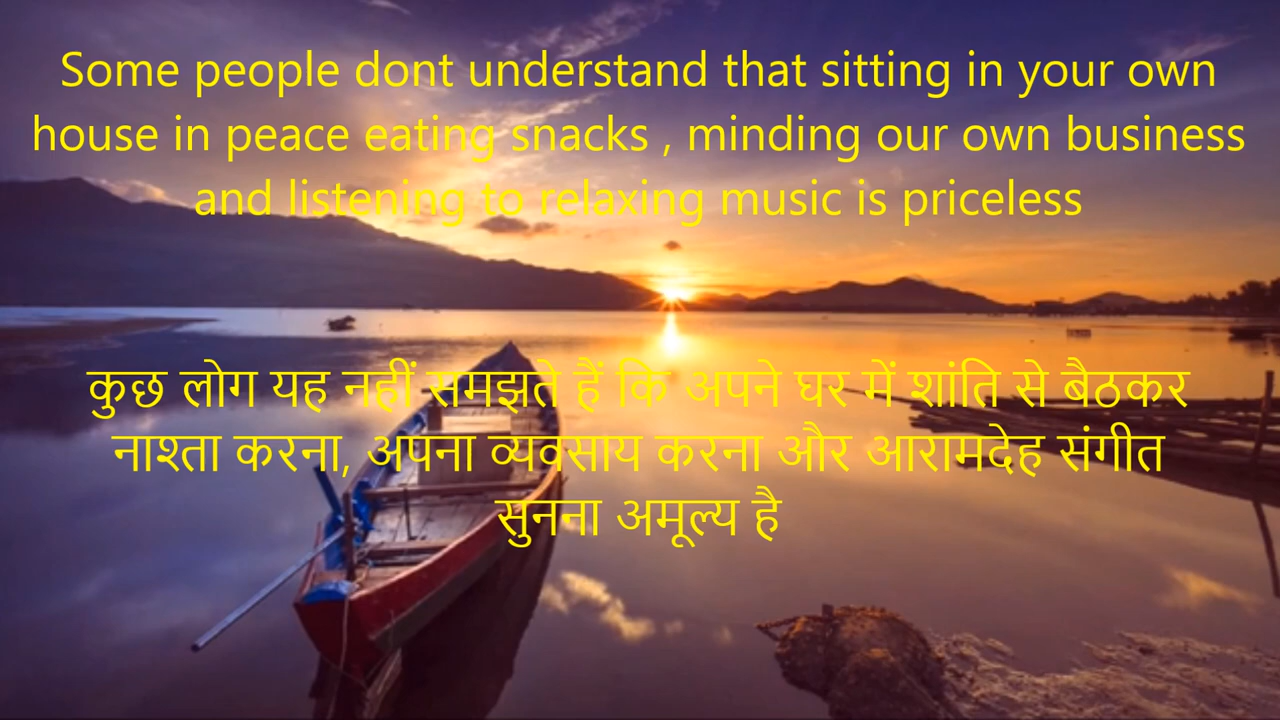 Some people dont understand that sitting in your own
house in peace eating snacks , minding our own business
and listening to relaxing music is priceless
कुछ लोग यह नहीं समझते हैं कि अपने घर में शांति से बैठकर
नाश्ता करना, अपना व्यवसाय करना और आरामदेह संगीत
सुनना अमूल्य है